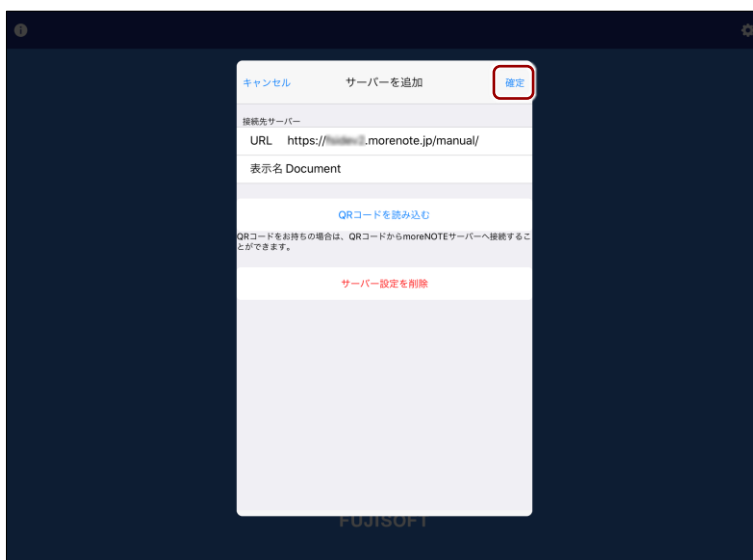 キャンセル サーバーを追加 確定
接続先サーバー
URL https:// .morenote.jp/manual/
表示名 Document
QRコードを読み込む
QRコードをお持ちの場合は、QRコードからmoreNOTEサーバーへ接続するこ
とができます。
サーバー設定を削除
FUJISOFT